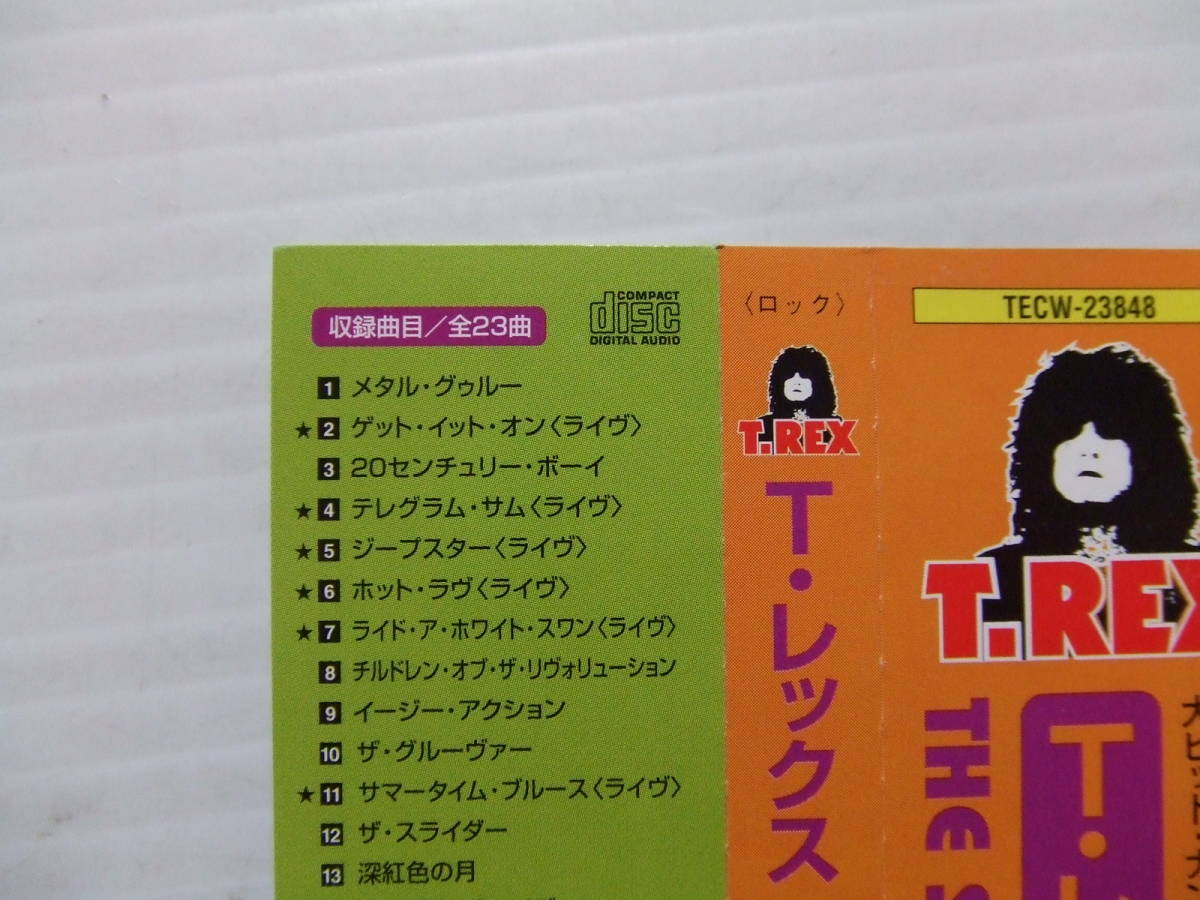 収録曲目／全23曲
COMPACT
disc
DIGITAL AUDIO
1 メタル・グゥルー
★2 ゲット・イット・オン〈ライヴ〉
3 20センチュリー・ボーイ
★4 テレグラム・サム〈ライヴ〉
★5 ジープスター〈ライヴ〉
★6 ホット・ラヴ〈ライヴ〉
★7 ライド・ア・ホワイト・スワン〈ライヴ〉
8 チルドレン・オブ・ザ・リヴォリューション
9 イージー・アクション
10 ザ・グルーヴァー
★11 サマータイム・ブルース〈ライヴ〉
12 ザ・スライダー
13 深紅色の月
〈ロック〉
T.REX
T・レックス
TECW-23848
T.REX
THE S
T・